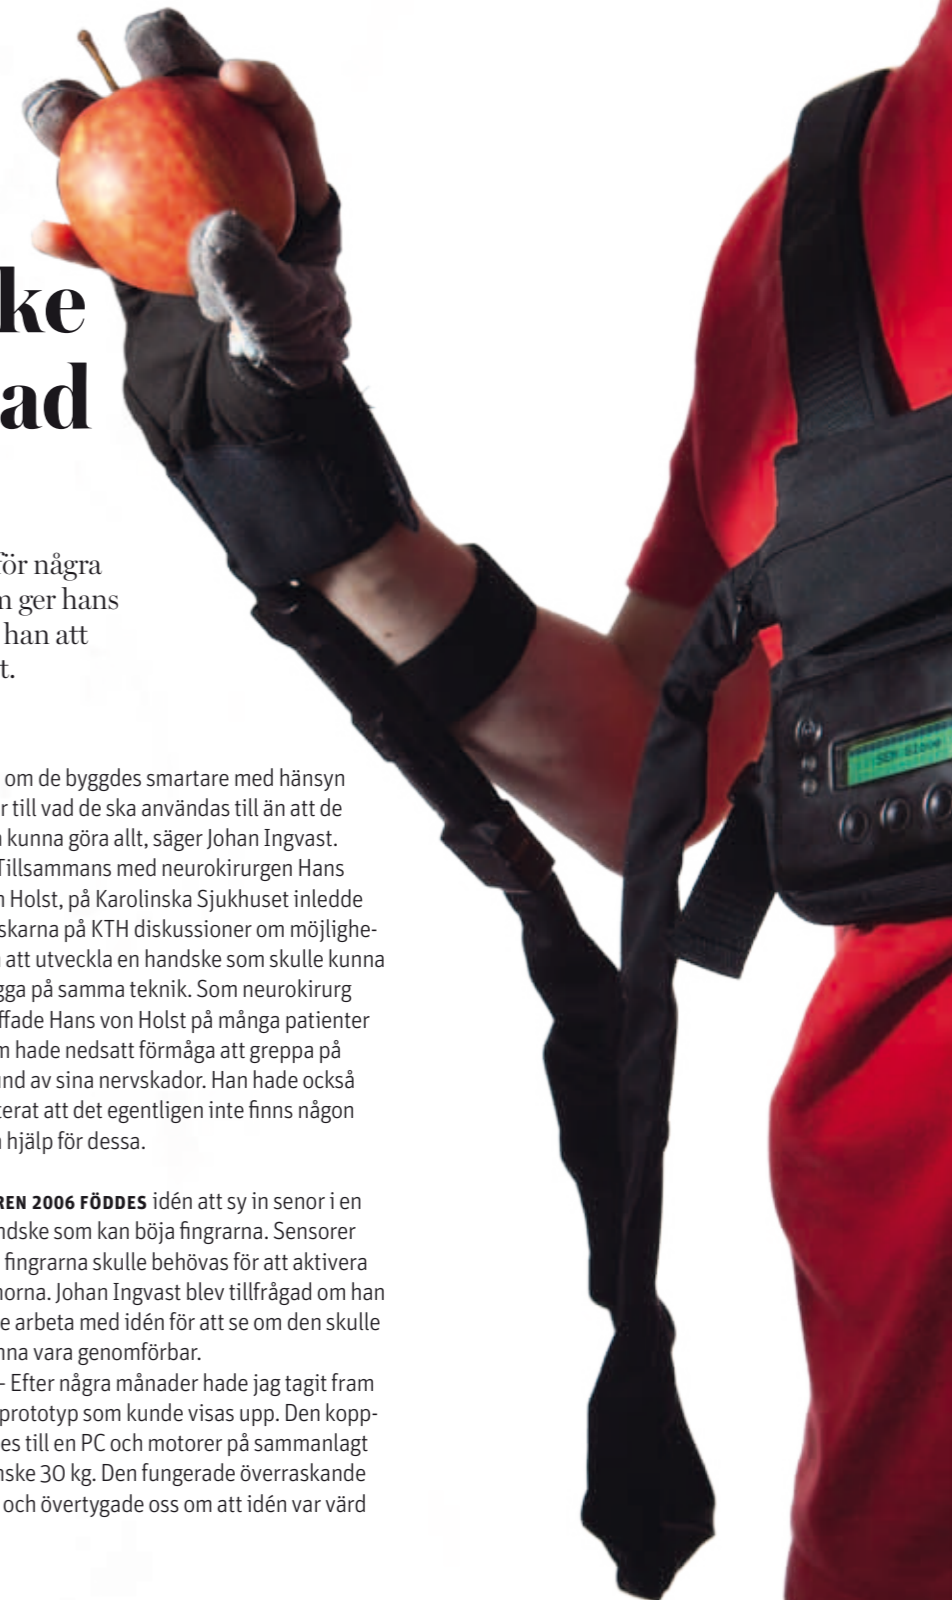 ke
ad
för några
m ger hans
han att
t.
om de byggdes smartare med hänsyn
r till vad de ska användas till än att de
a kunna göra allt, säger Johan Ingvast.
Tillsammans med neurokirurgen Hans
n Holst, på Karolinska Sjukhuset inledde
skarna på KTH diskussioner om möjlighe-
n att utveckla en handske som skulle kunna
gga på samma teknik. Som neurokirurg
ffade Hans von Holst på många patienter
m hade nedsatt förmåga att greppa på
und av sina nervskador. Han hade också
terat att det egentligen inte finns någon
n hjälp för dessa.
REN 2006 FÖDDES idén att sy in senor i en
ndske som kan böja fingrarna. Sensorer
fingrarna skulle behövas för att aktivera
norna. Johan Ingvast blev tillfrågad om han
e arbeta med idén för att se om den skulle
nna vara genomförbar.
– Efter några månader hade jag tagit fram
prototyp som kunde visas upp. Den kopp-
es till en PC och motorer på sammanlagt
nske 30 kg. Den fungerade överraskande
och övertygade oss om att idén var värd
SEM Glove